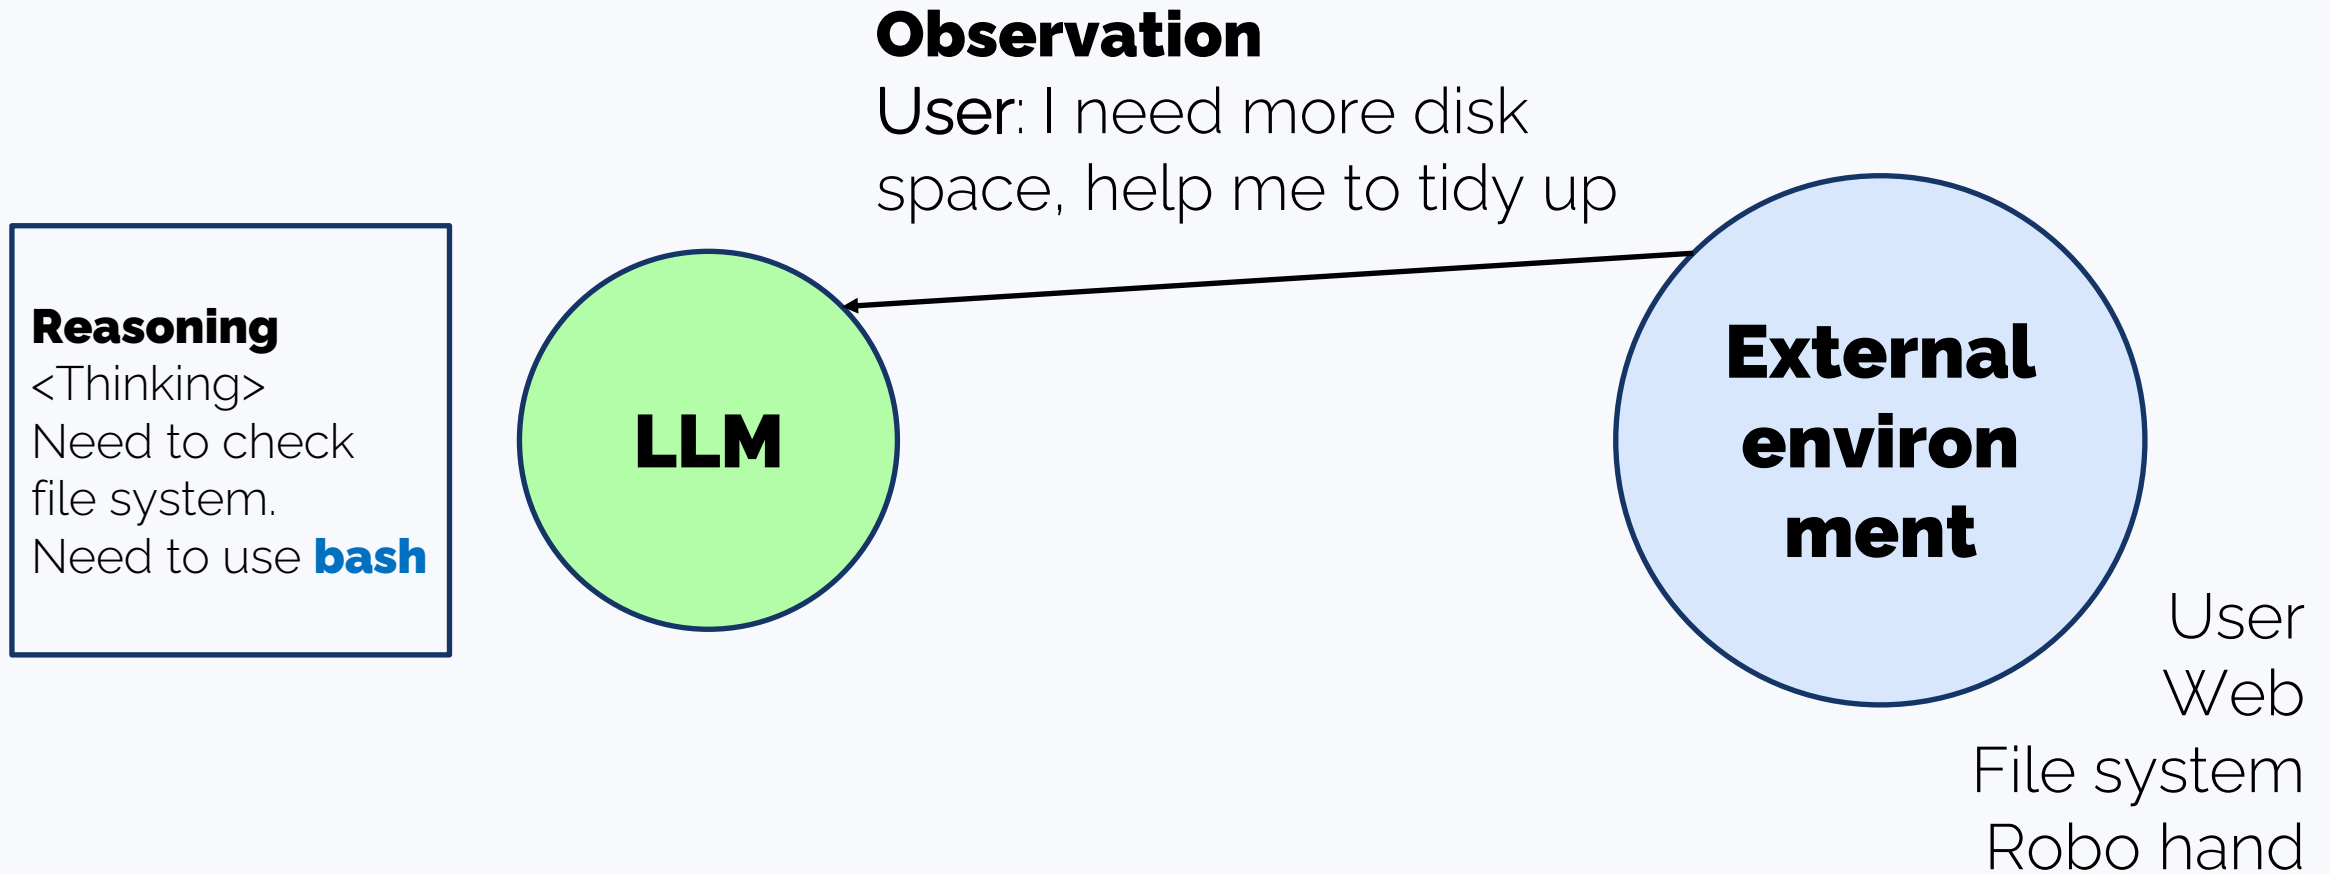 Observation
User: I need more disk
space, help me to tidy up
Reasoning
<Thinking>
Need to check
file system.
Need to use bash
LLM
External
environ
ment
User
Web
File system
Robo hand